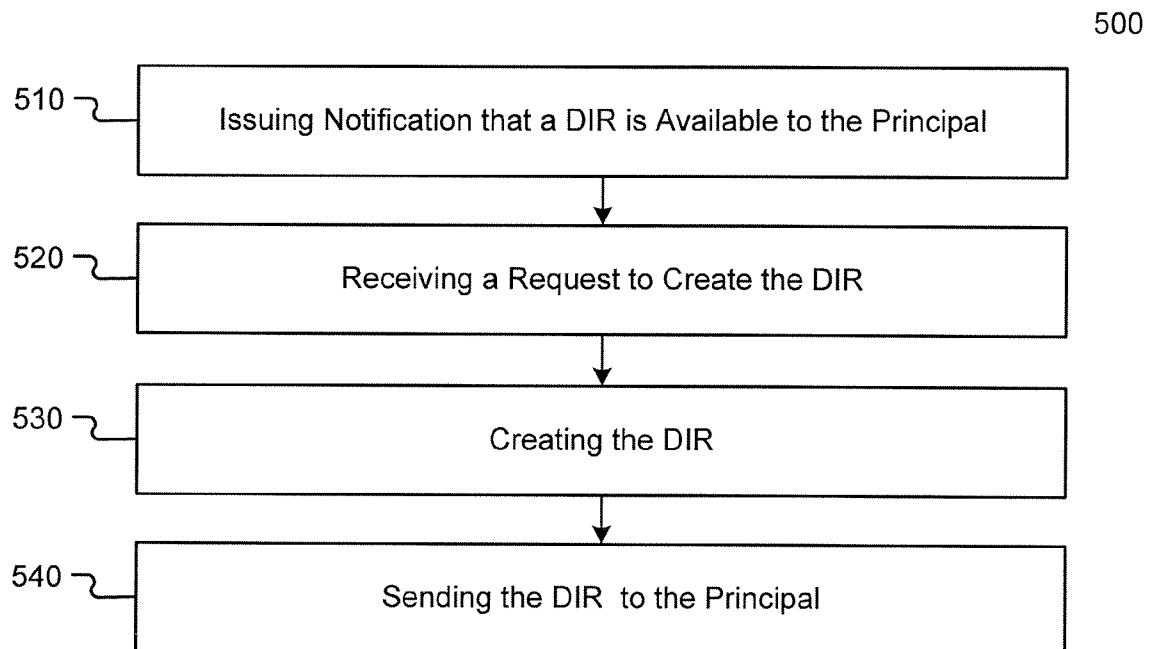 500
510
Issuing Notification that a DIR is Available to the Principal
520
Receiving a Request to Create the DIR
530
Creating the DIR
540
Sending the DIR to the Principal